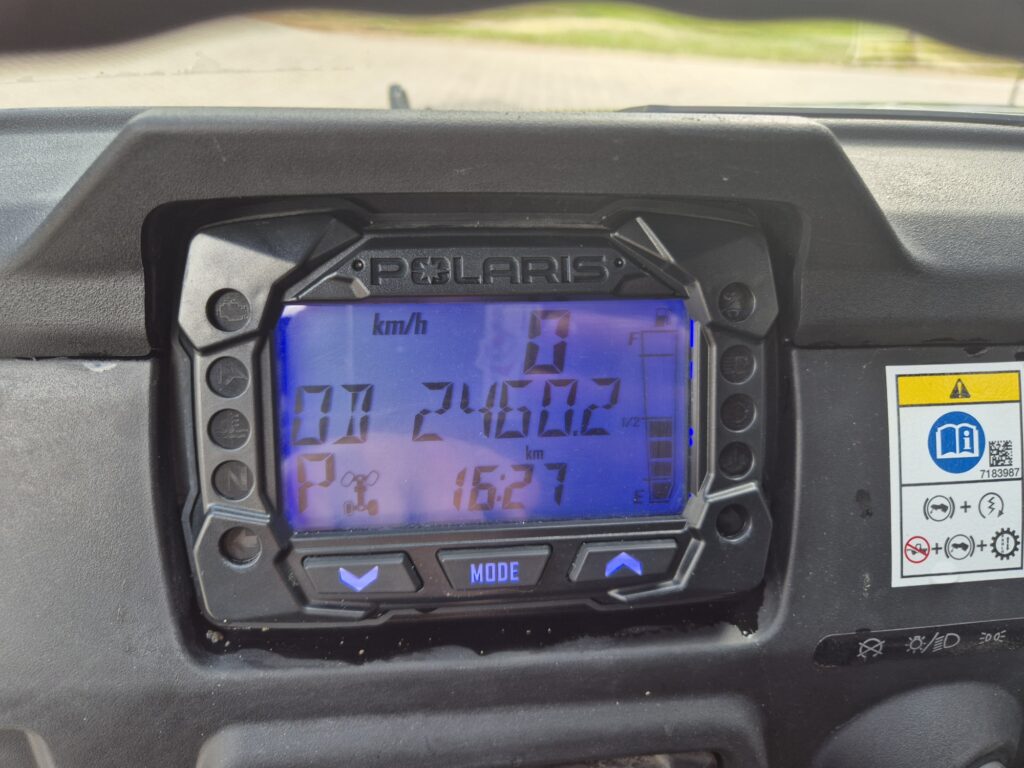 POLARIS
km/h
0
F
OD 2460.2
1/2
km
P 16:27
E
N
MODE
7183987